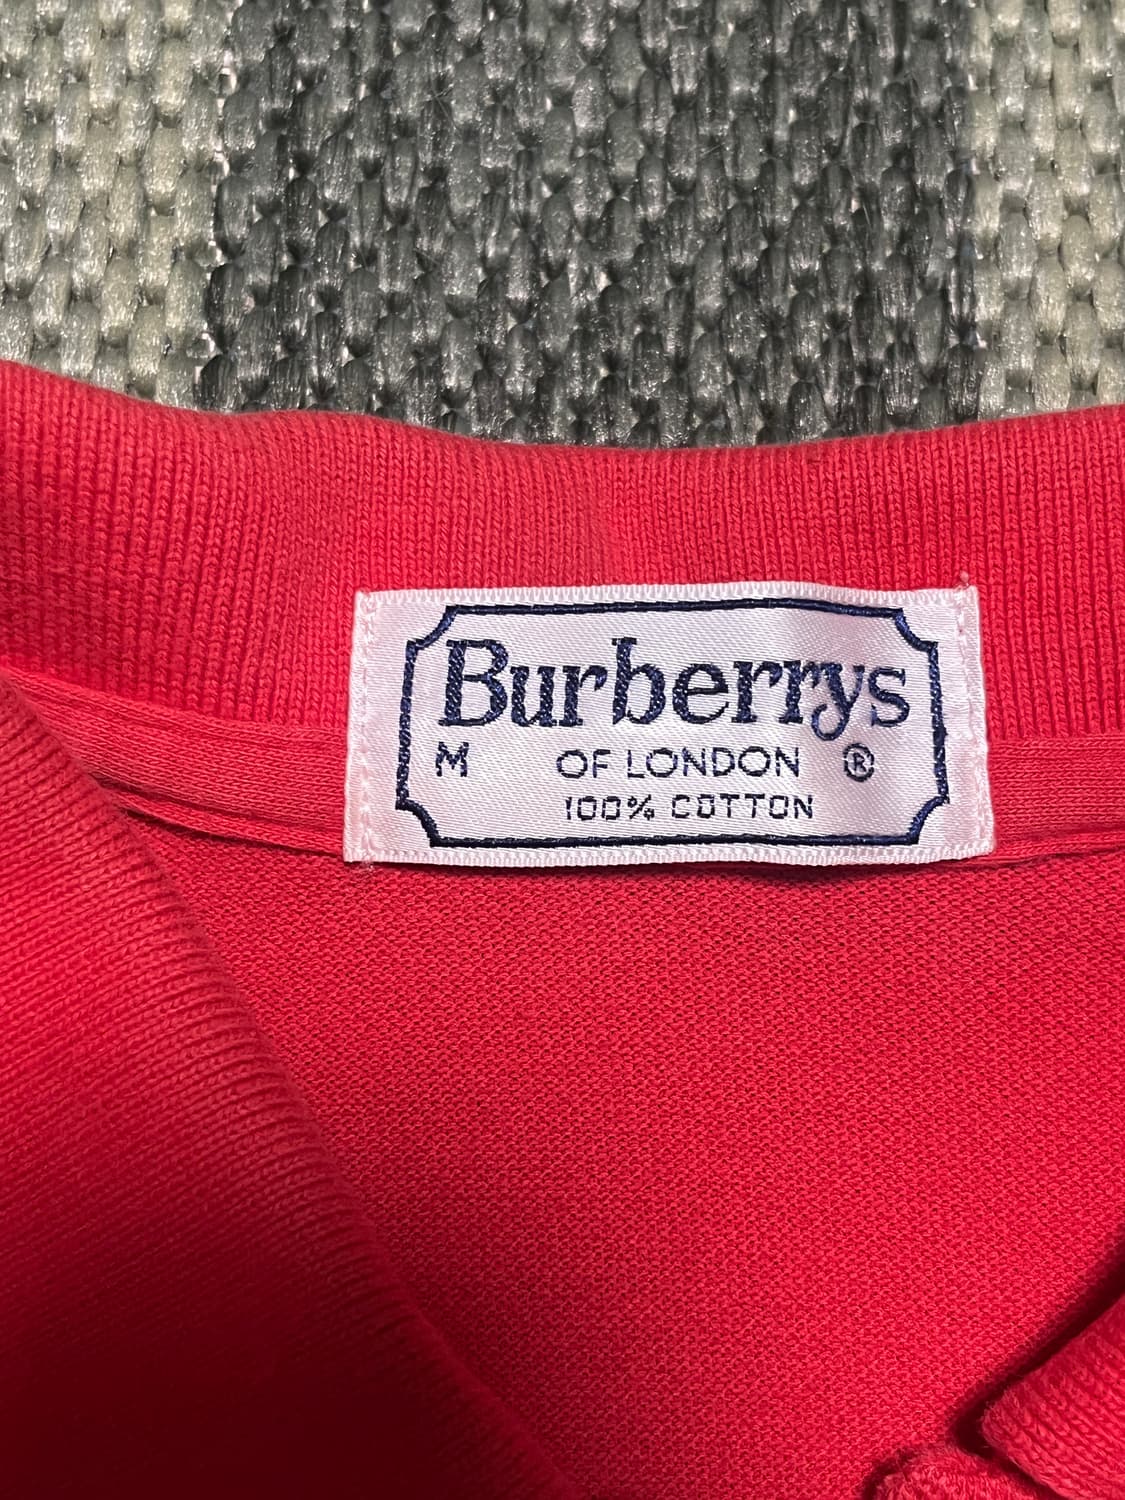 Burberrys
M OF LONDON ®
100% COTTON